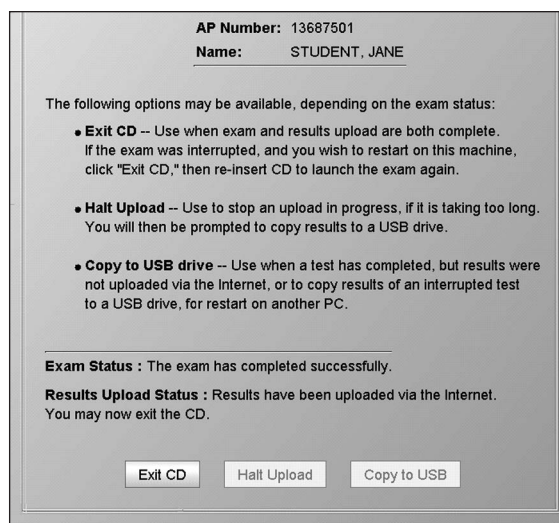 AP Number: 13687501
Name: STUDENT, JANE
The following options may be available, depending on the exam status:
• Exit CD -- Use when exam and results upload are both complete.
If the exam was interrupted, and you wish to restart on this machine,
click "Exit CD," then re-insert CD to launch the exam again.
• Halt Upload -- Use to stop an upload in progress, if it is taking too long.
You will then be prompted to copy results to a USB drive.
• Copy to USB drive -- Use when a test has completed, but results were
not uploaded via the Internet, or to copy results of an interrupted test
to a USB drive, for restart on another PC.
Exam Status : The exam has completed successfully.
Results Upload Status : Results have been uploaded via the Internet.
You may now exit the CD.
Exit CD Halt Upload Copy to USB